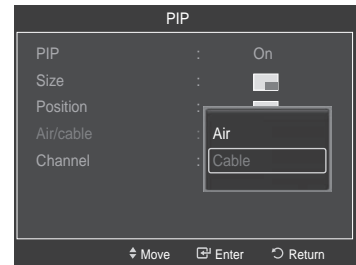 PIP
PIP : On
Size :
Position :
Air/cable : Air
Channel : Cable
Move Enter Return